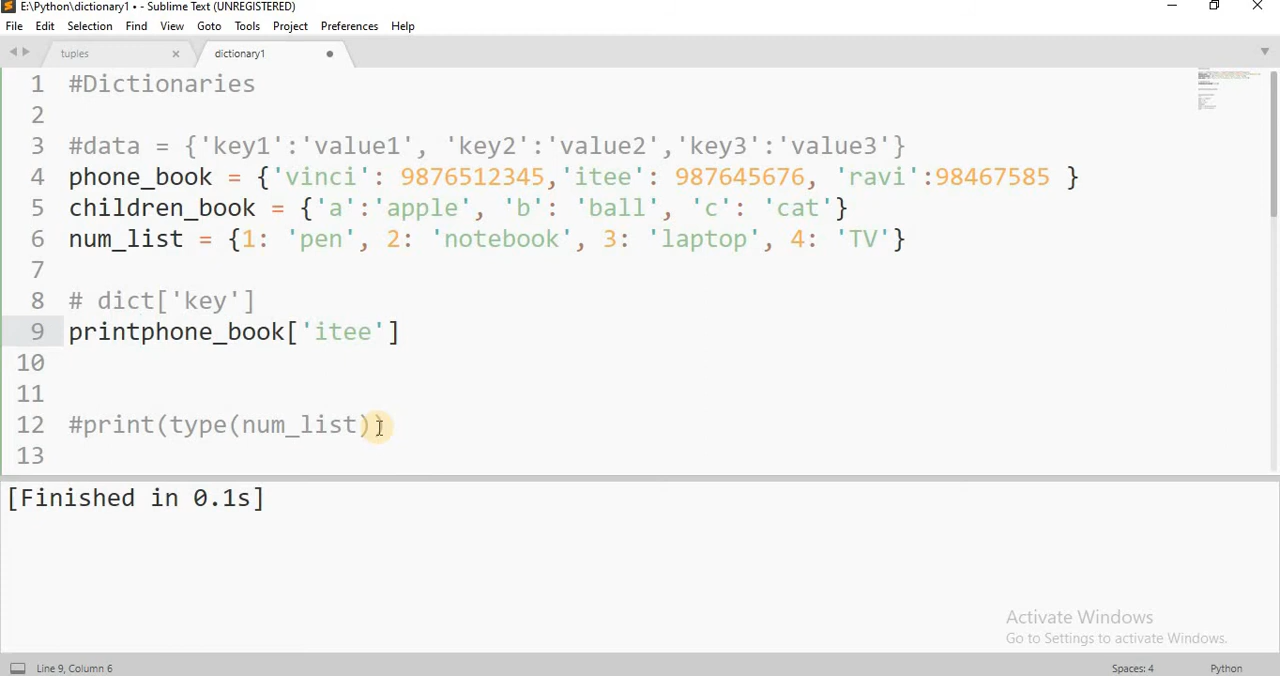 E:\Python\dictionary1 • - Sublime Text (UNREGISTERED)
File Edit Selection Find View Goto Tools Project Preferences Help
tuples dictionary1
1 #Dictionaries
2
3 #data = {'key1':'value1', 'key2':'value2','key3':'value3'}
4 phone_book = {'vinci': 9876512345,'itee': 987645676, 'ravi':98467585 }
5 children_book = {'a':'apple', 'b': 'ball', 'c': 'cat'}
6 num_list = {1: 'pen', 2: 'notebook', 3: 'laptop', 4: 'TV'}
7
8 # dict['key']
9 printphone_book['itee']
10
11
12 #print(type(num_list))
13
[Finished in 0.1s]
Activate Windows
Go to Settings to activate Windows.
Line 9, Column 6 Spaces: 4 Python